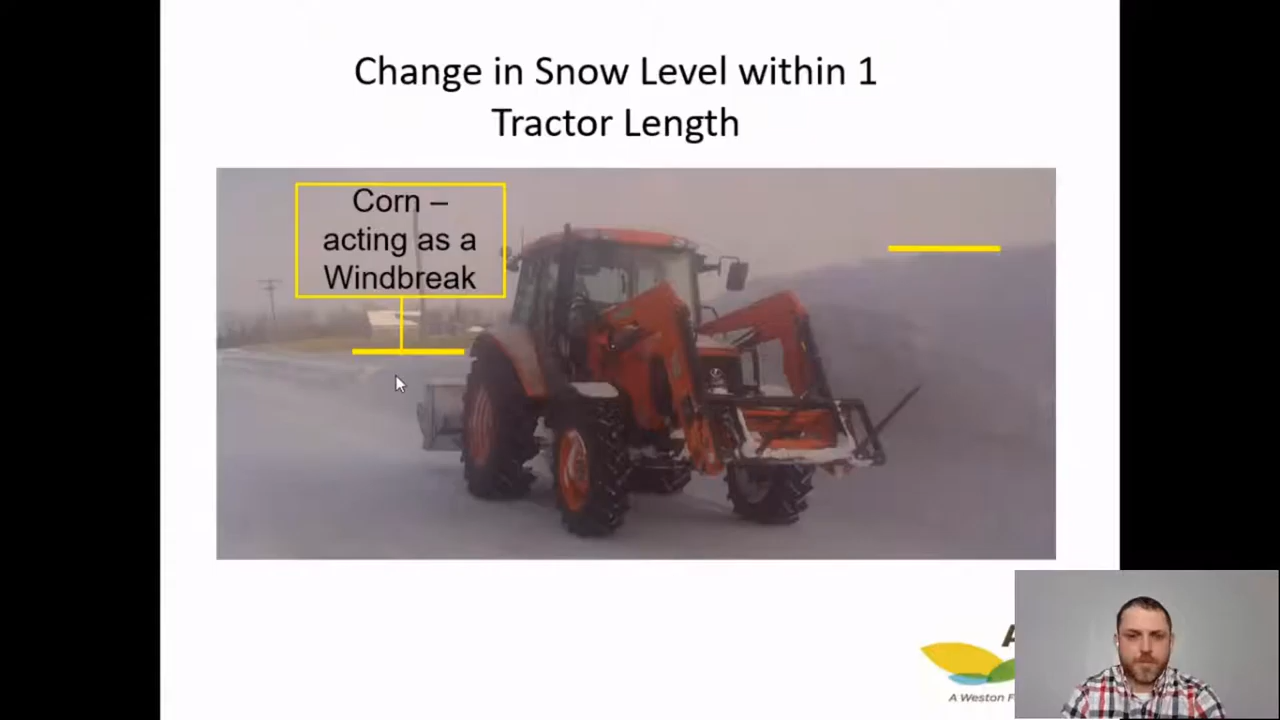 Change in Snow Level within 1
Tractor Length
Corn –
acting as a
Windbreak
A Weston F